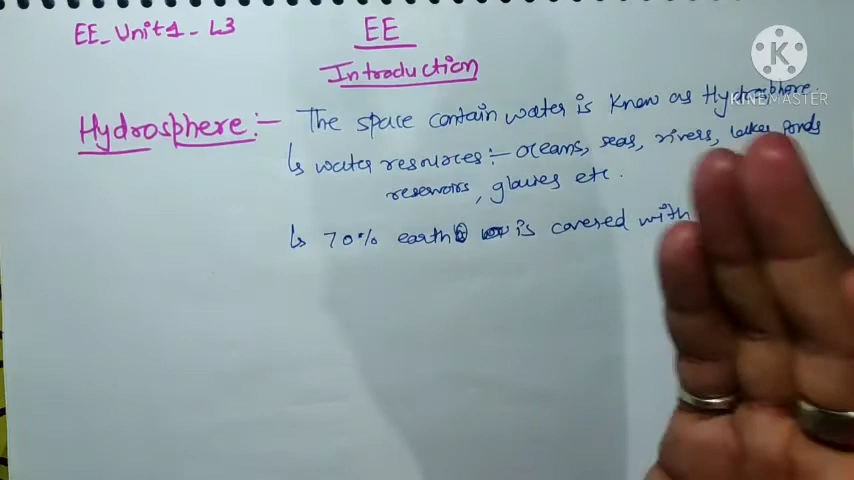 EE_Unit1-L3
EE
Introduction
Hydrosphere:- The space contain water is know as Hydrosphere.
↳ water resources:- oceans, seas, rivers, lakes, ponds
reservoirs, glauses etc.
↳ 70% earth is covered with
KINEMASTER